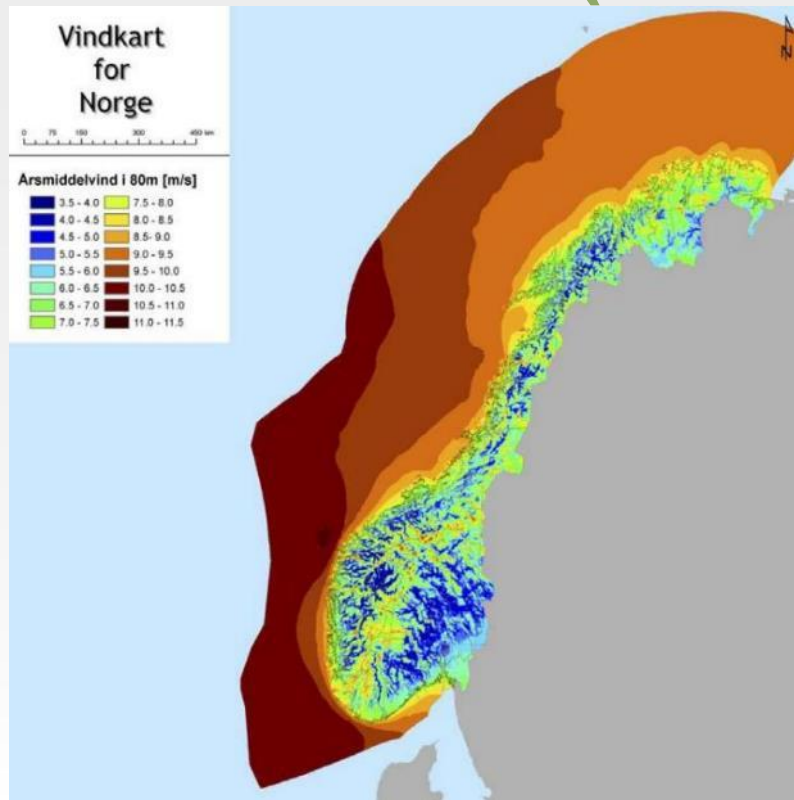 Vindkart
for
Norge
0 75 150 300 450 km
Årsmiddelvind i 80m [m/s]
3.5 - 4.0 7.5 - 8.0
4.0 - 4.5 8.0 - 8.5
4.5 - 5.0 8.5- 9.0
5.0 - 5.5 9.0 - 9.5
5.5 - 6.0 9.5 - 10.0
6.0 - 6.5 10.0 - 10.5
6.5 - 7.0 10.5 - 11.0
7.0 - 7.5 11.0 - 11.5
N